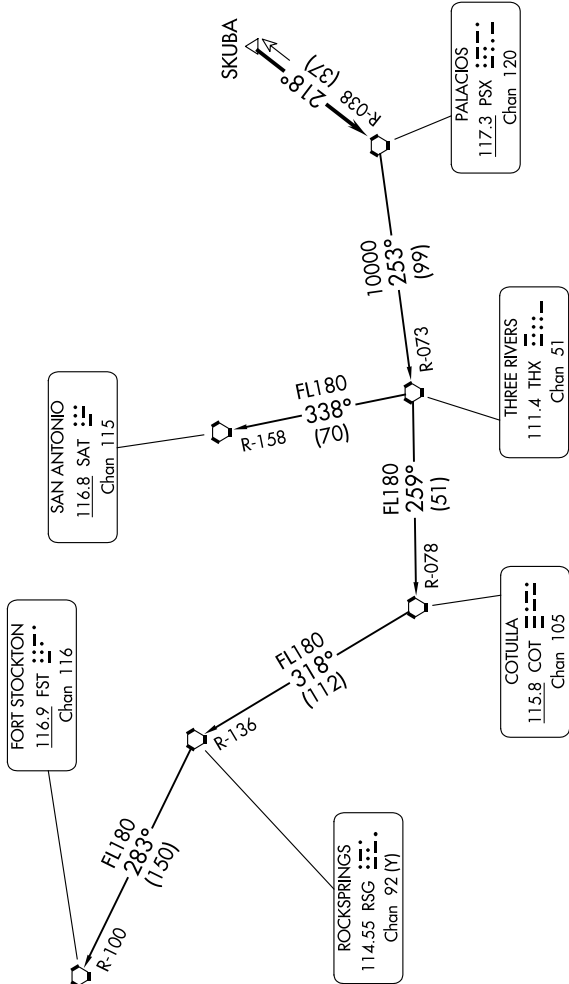 FORT STOCKTON
116.9 FST
Chan 116
SAN ANTONIO
116.8 SAT
Chan 115
SKUBA
218°
(37)
R-038
PALACIOS
117.3 PSX
Chan 120
10000
253°
(99)
R-073
THREE RIVERS
111.4 THX
Chan 51
FL180
338°
(70)
R-158
FL180
259°
(51)
R-078
COTULLA
115.8 COT
Chan 105
FL180
318°
(112)
R-136
ROCKSPRINGS
114.55 RSG
Chan 92 (Y)
FL180
283°
(150)
R-100